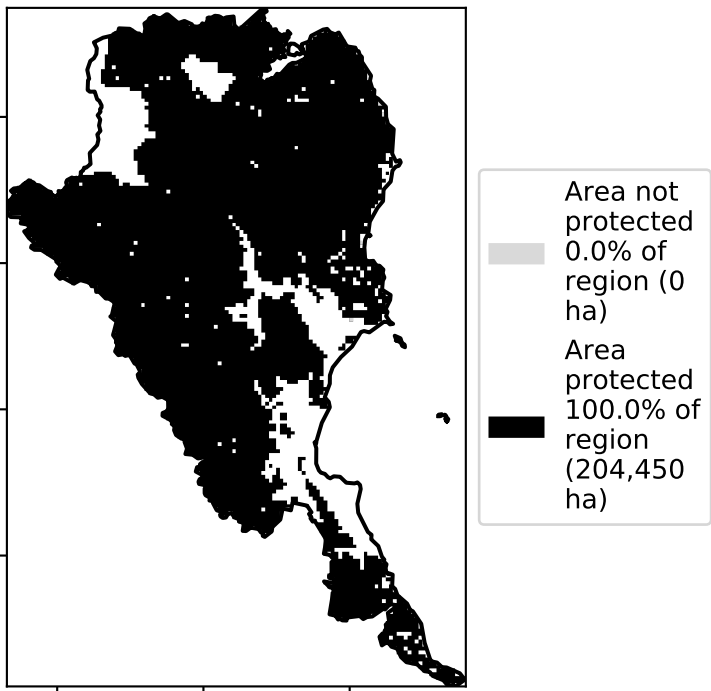 Area not
protected
0.0% of
region (0
ha)
Area
protected
100.0% of
region
(204,450
ha)